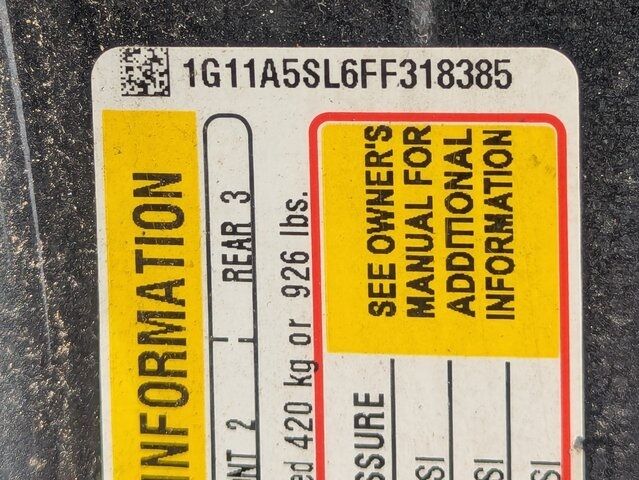 1G11A5SL6FF318385
INFORMATION
NT 2
REAR 3
ed 420 kg or 926 lbs.
SEE OWNER'S
MANUAL FOR
ADDITIONAL
INFORMATION
SSURE
SI
SI
SI